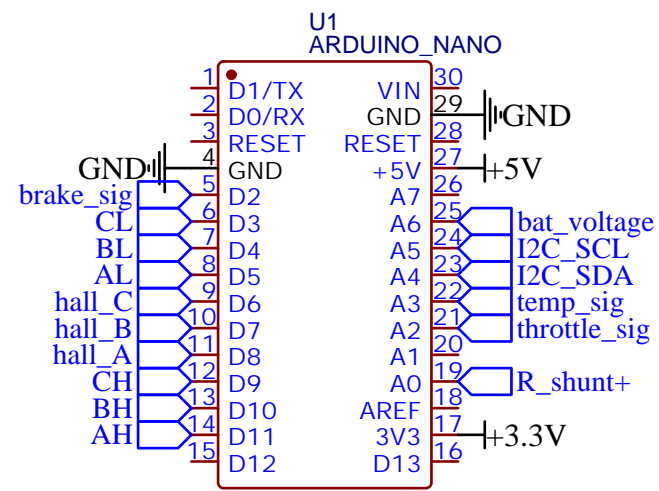 U1
ARDUINO_NANO
1 D1/TX VIN 30
2 D0/RX GND 29 GND
3 RESET RESET 28
GND 4 GND +5V 27 +5V
brake_sig 5 D2 A7 26
CL 6 D3 A6 25 bat_voltage
BL 7 D4 A5 24 I2C_SCL
AL 8 D5 A4 23 I2C_SDA
hall_C 9 D6 A3 22 temp_sig
hall_B 10 D7 A2 21 throttle_sig
hall_A 11 D8 A1 20
CH 12 D9 A0 19 R_shunt+
BH 13 D10 AREF 18
AH 14 D11 3V3 17 +3.3V
15 D12 D13 16